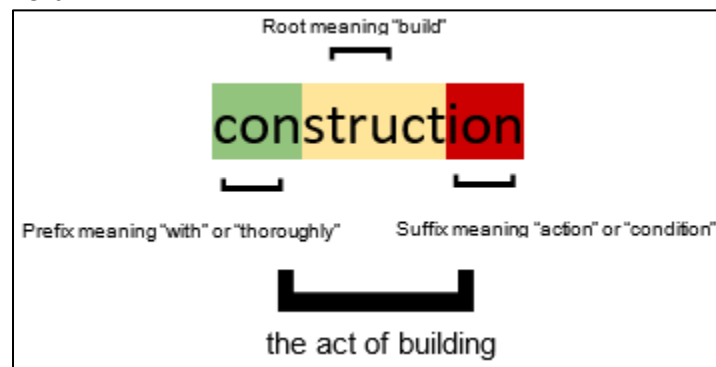 Root meaning “build”
construction
Prefix meaning “with” or “thoroughly”
Suffix meaning “action” or “condition”
the act of building